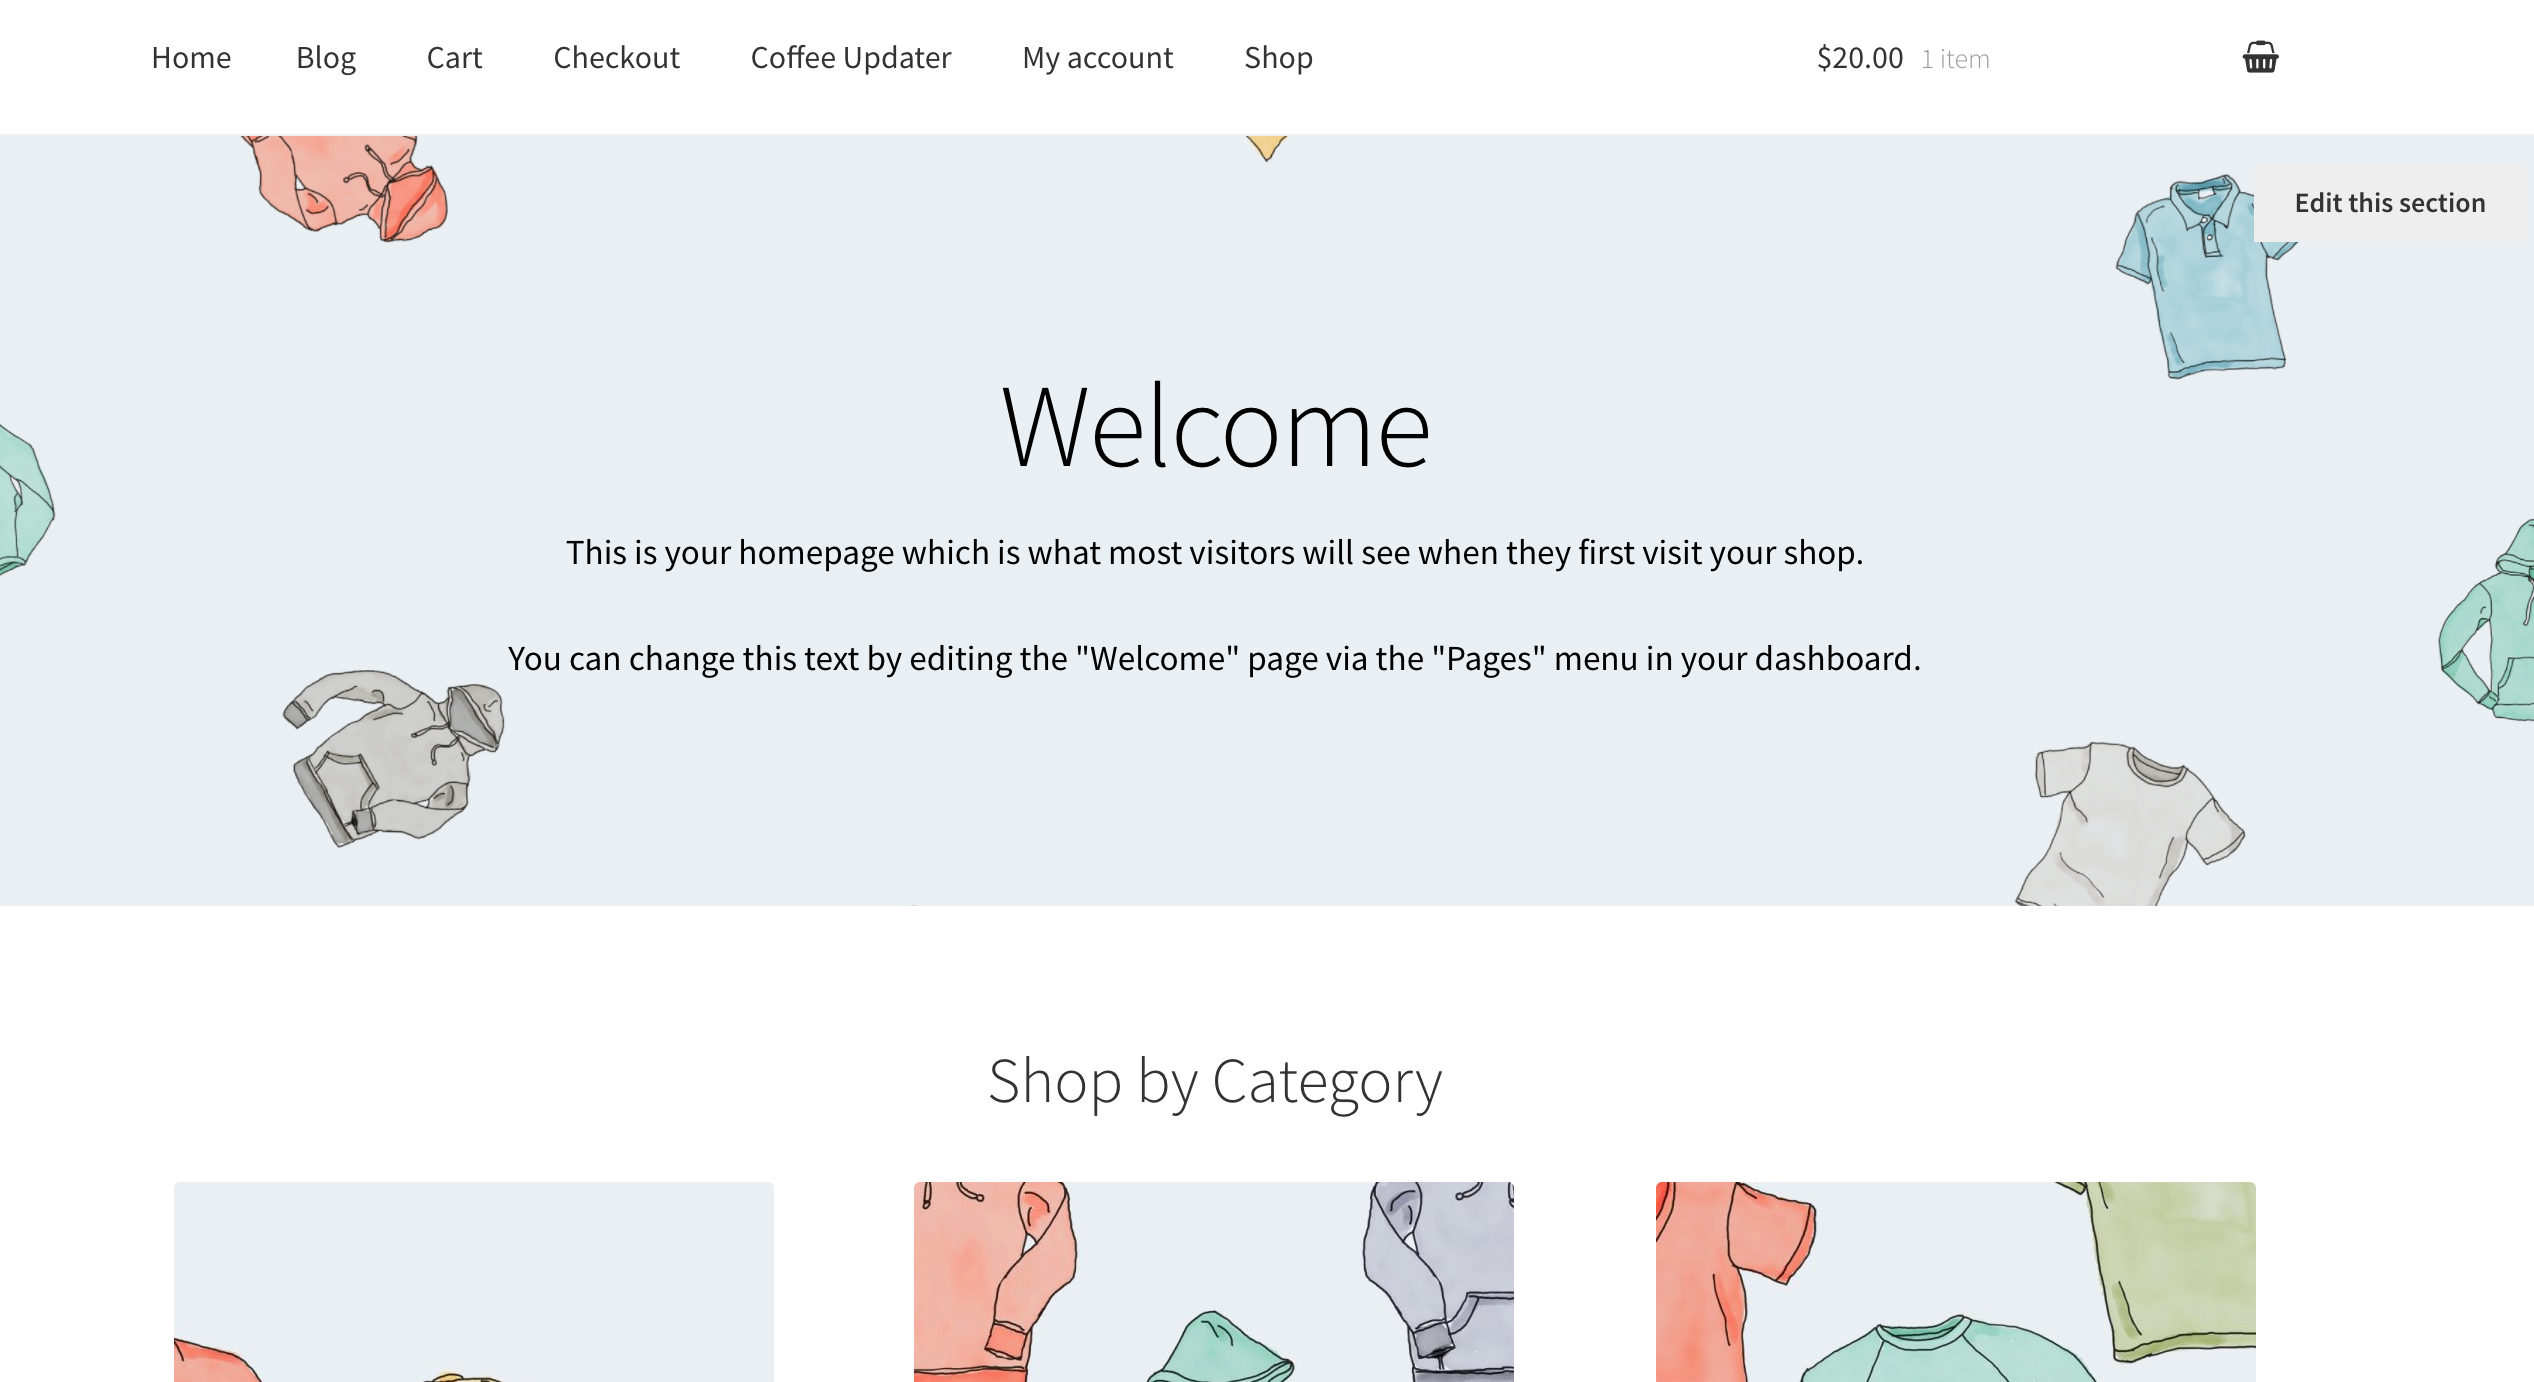 Home Blog Cart Checkout Coffee Updater My account Shop $20.00 1 item
Edit this section
Welcome
This is your homepage which is what most visitors will see when they first visit your shop.
You can change this text by editing the "Welcome" page via the "Pages" menu in your dashboard.
Shop by Category